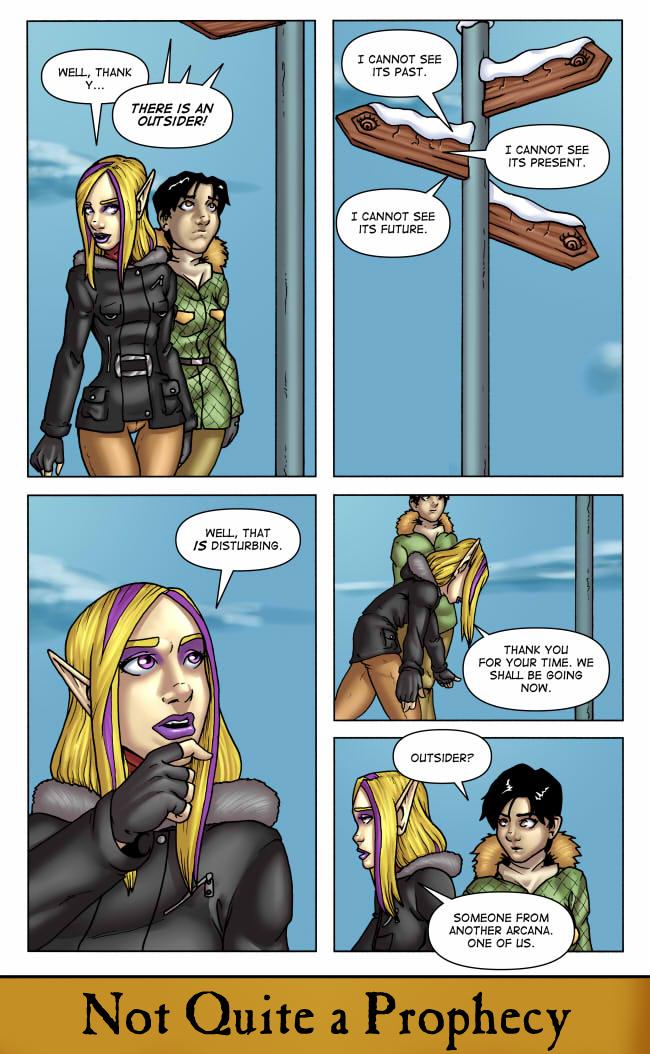 WELL, THANK
Y...
THERE IS AN
OUTSIDER!
I CANNOT SEE
ITS PAST.
I CANNOT SEE
ITS PRESENT.
I CANNOT SEE
ITS FUTURE.
WELL, THAT
IS DISTURBING.
THANK YOU
FOR YOUR TIME. WE
SHALL BE GOING
NOW.
OUTSIDER?
SOMEONE FROM
ANOTHER ARCANA.
ONE OF US.
Not Quite a Prophecy